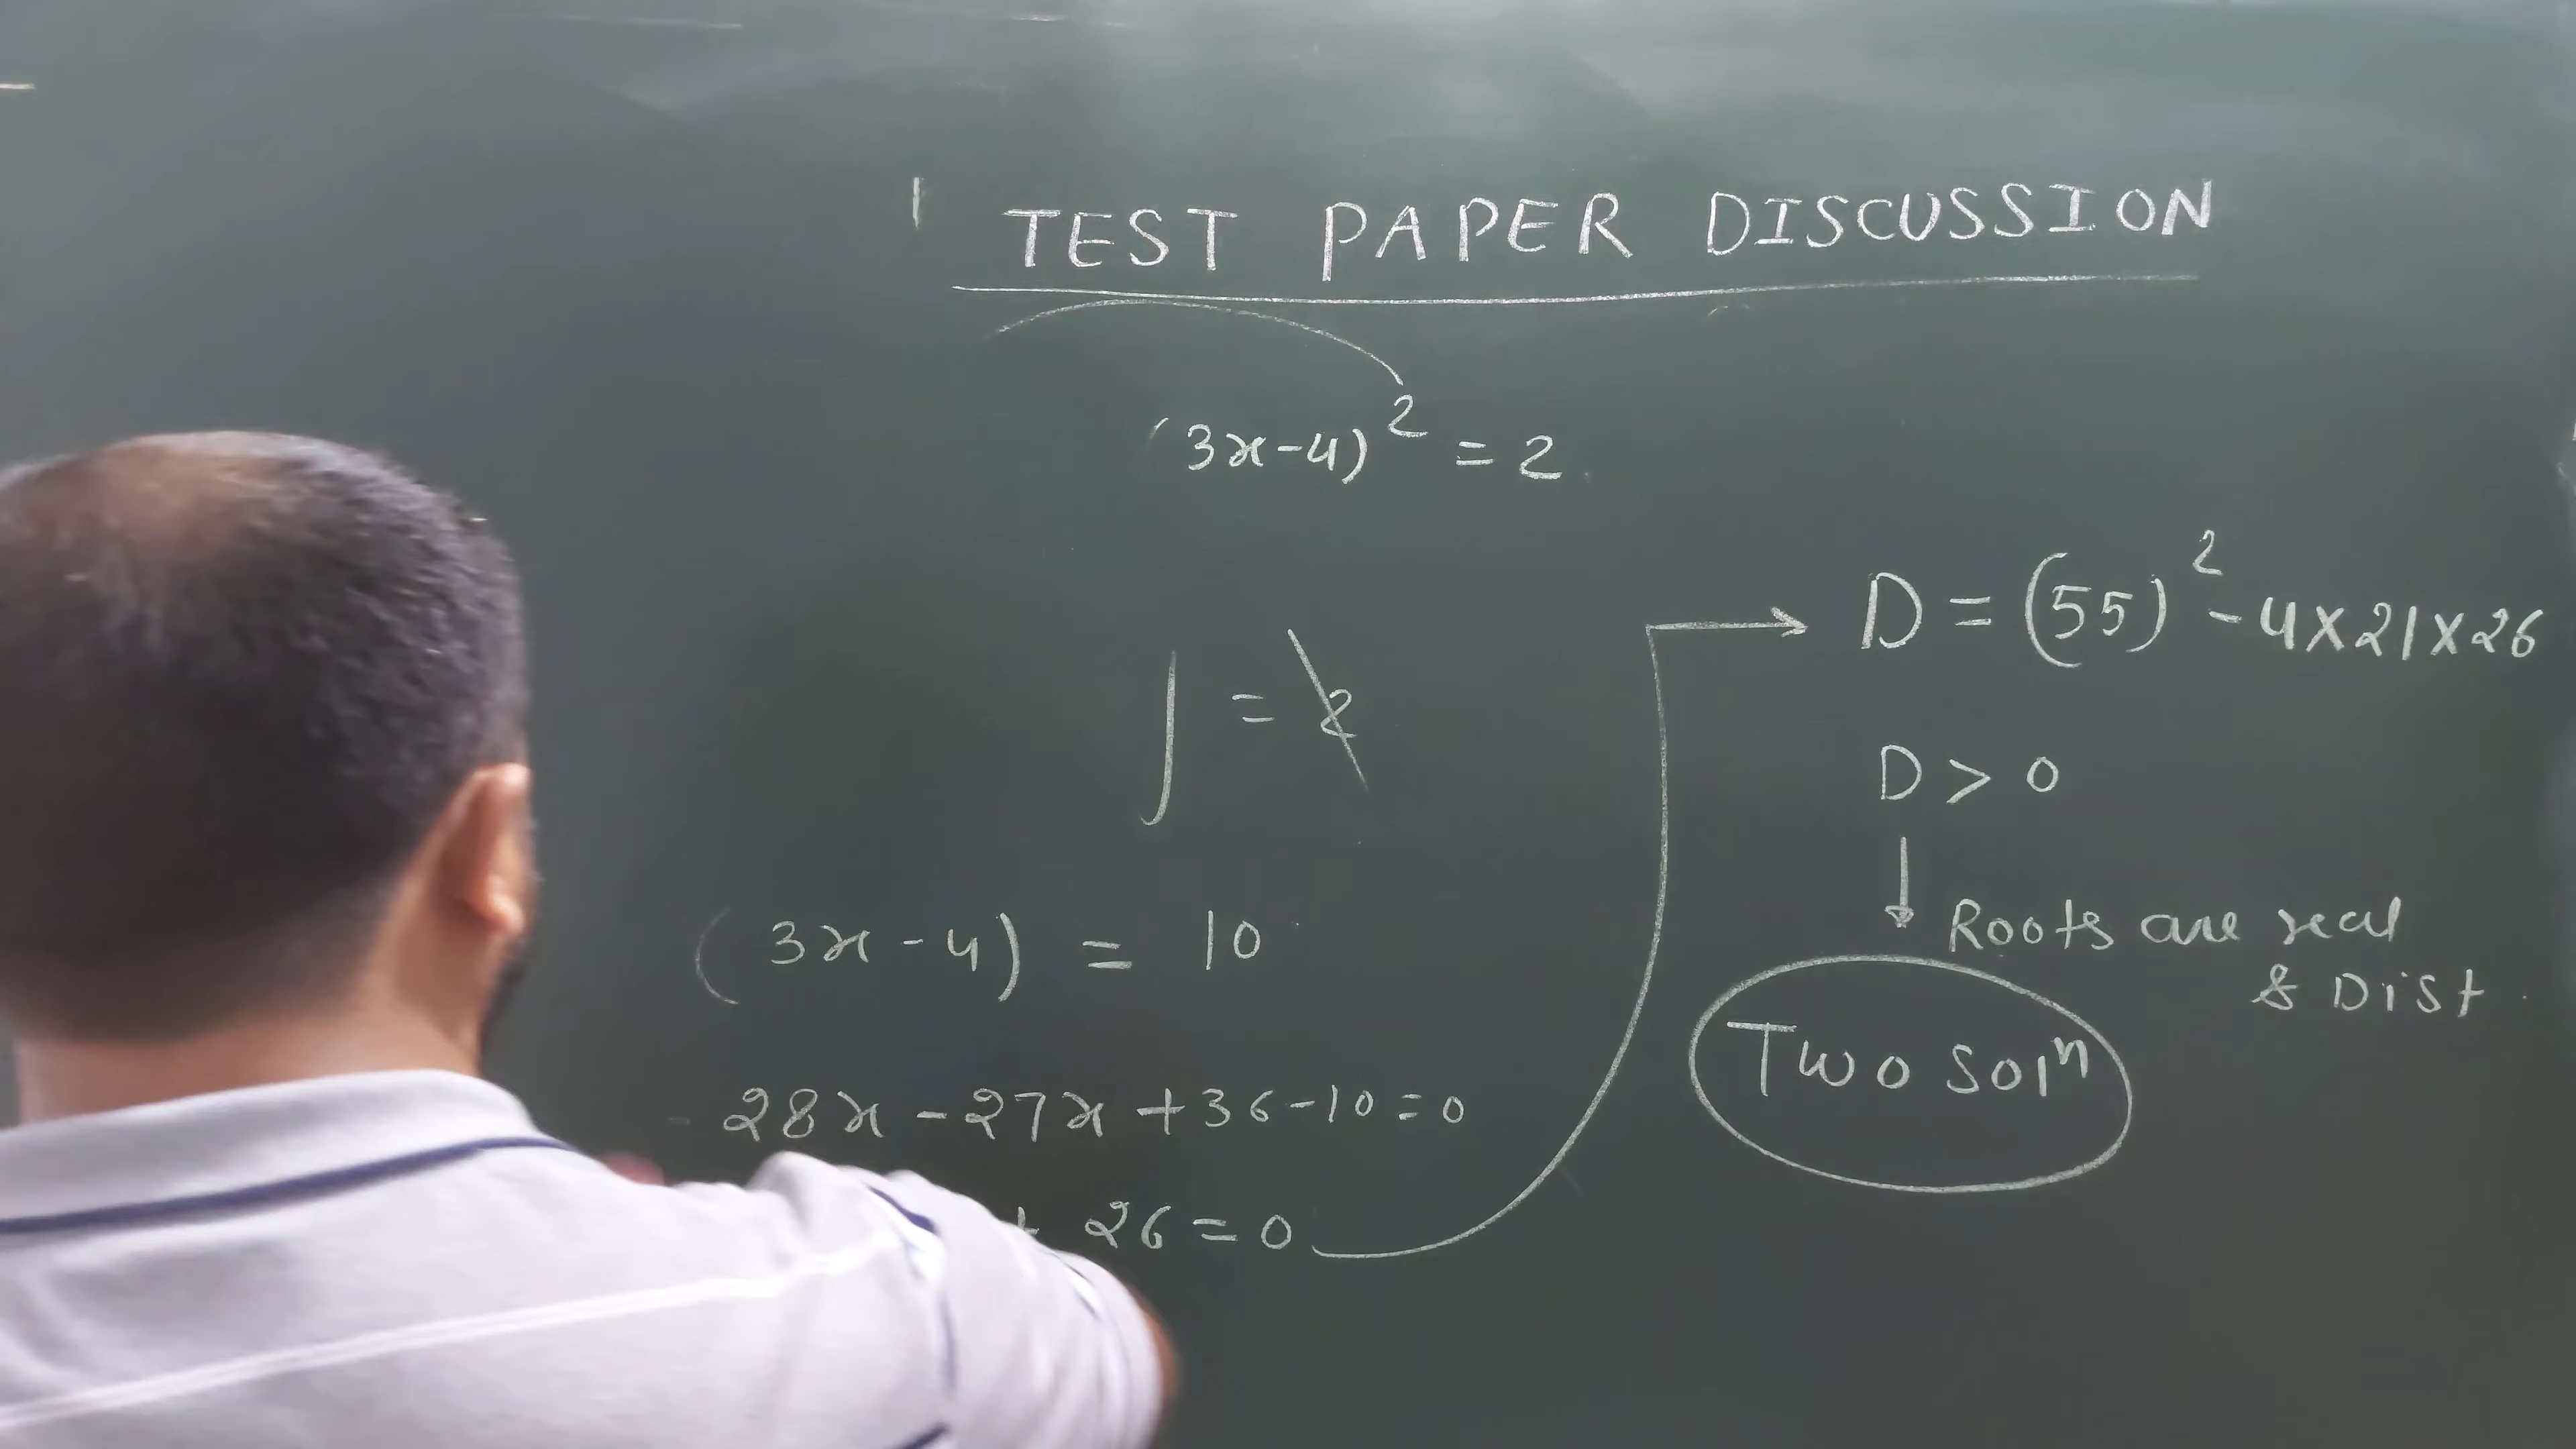 TEST PAPER DISCUSSION
(3x-4)² = 2
= 2
(3x-4) = 10
28x - 27x + 36-10=0
+ 26 = 0
D = (55)² - 4x21x26
D > 0
Roots are real
& Dist
Two Solⁿ